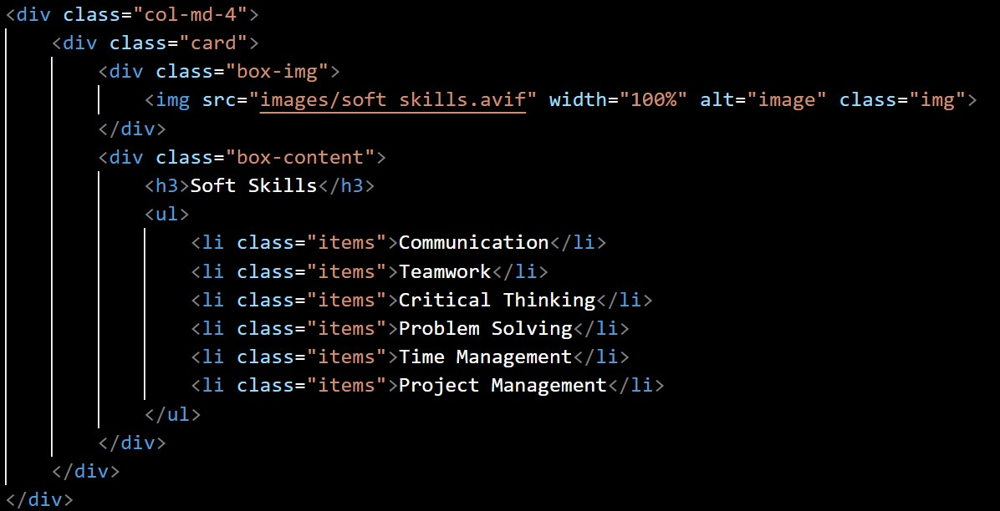 <div class="col-md-4">
    <div class="card">
        <div class="box-img">
            <img src="images/soft skills.avif" width="100%" alt="image" class="img">
        </div>
        <div class="box-content">
            <h3>Soft Skills</h3>
            <ul>
                <li class="items">Communication</li>
                <li class="items">Teamwork</li>
                <li class="items">Critical Thinking</li>
                <li class="items">Problem Solving</li>
                <li class="items">Time Management</li>
                <li class="items">Project Management</li>
            </ul>
        </div>
    </div>
</div>